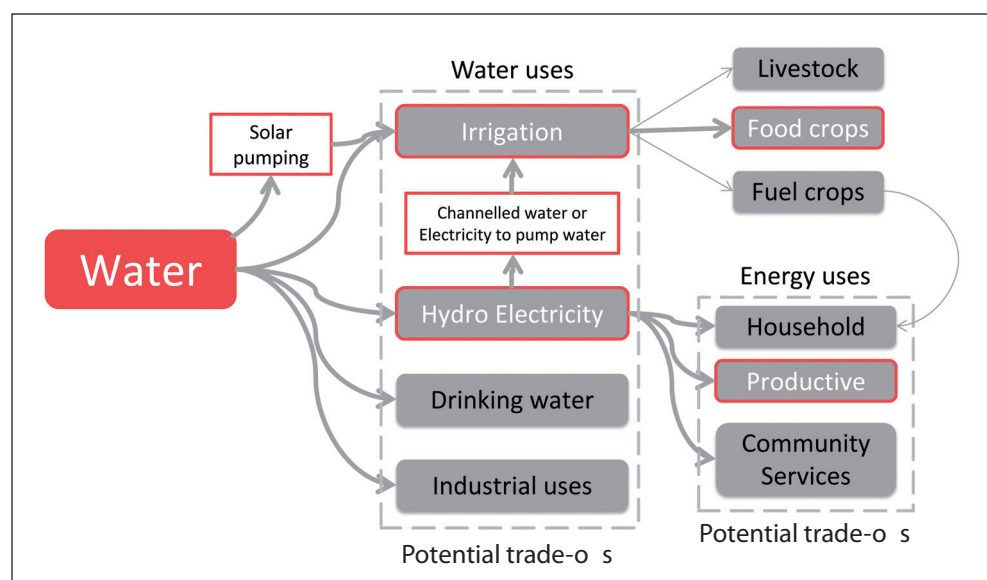 Water uses
Livestock
Solar
pumping
Irrigation
Food crops
Channelled water or
Electricity to pump water
Fuel crops
Water
Energy uses
Hydro Electricity
Household
Productive
Drinking water
Community
Services
Industrial uses
Potential trade-o s
Potential trade-o s